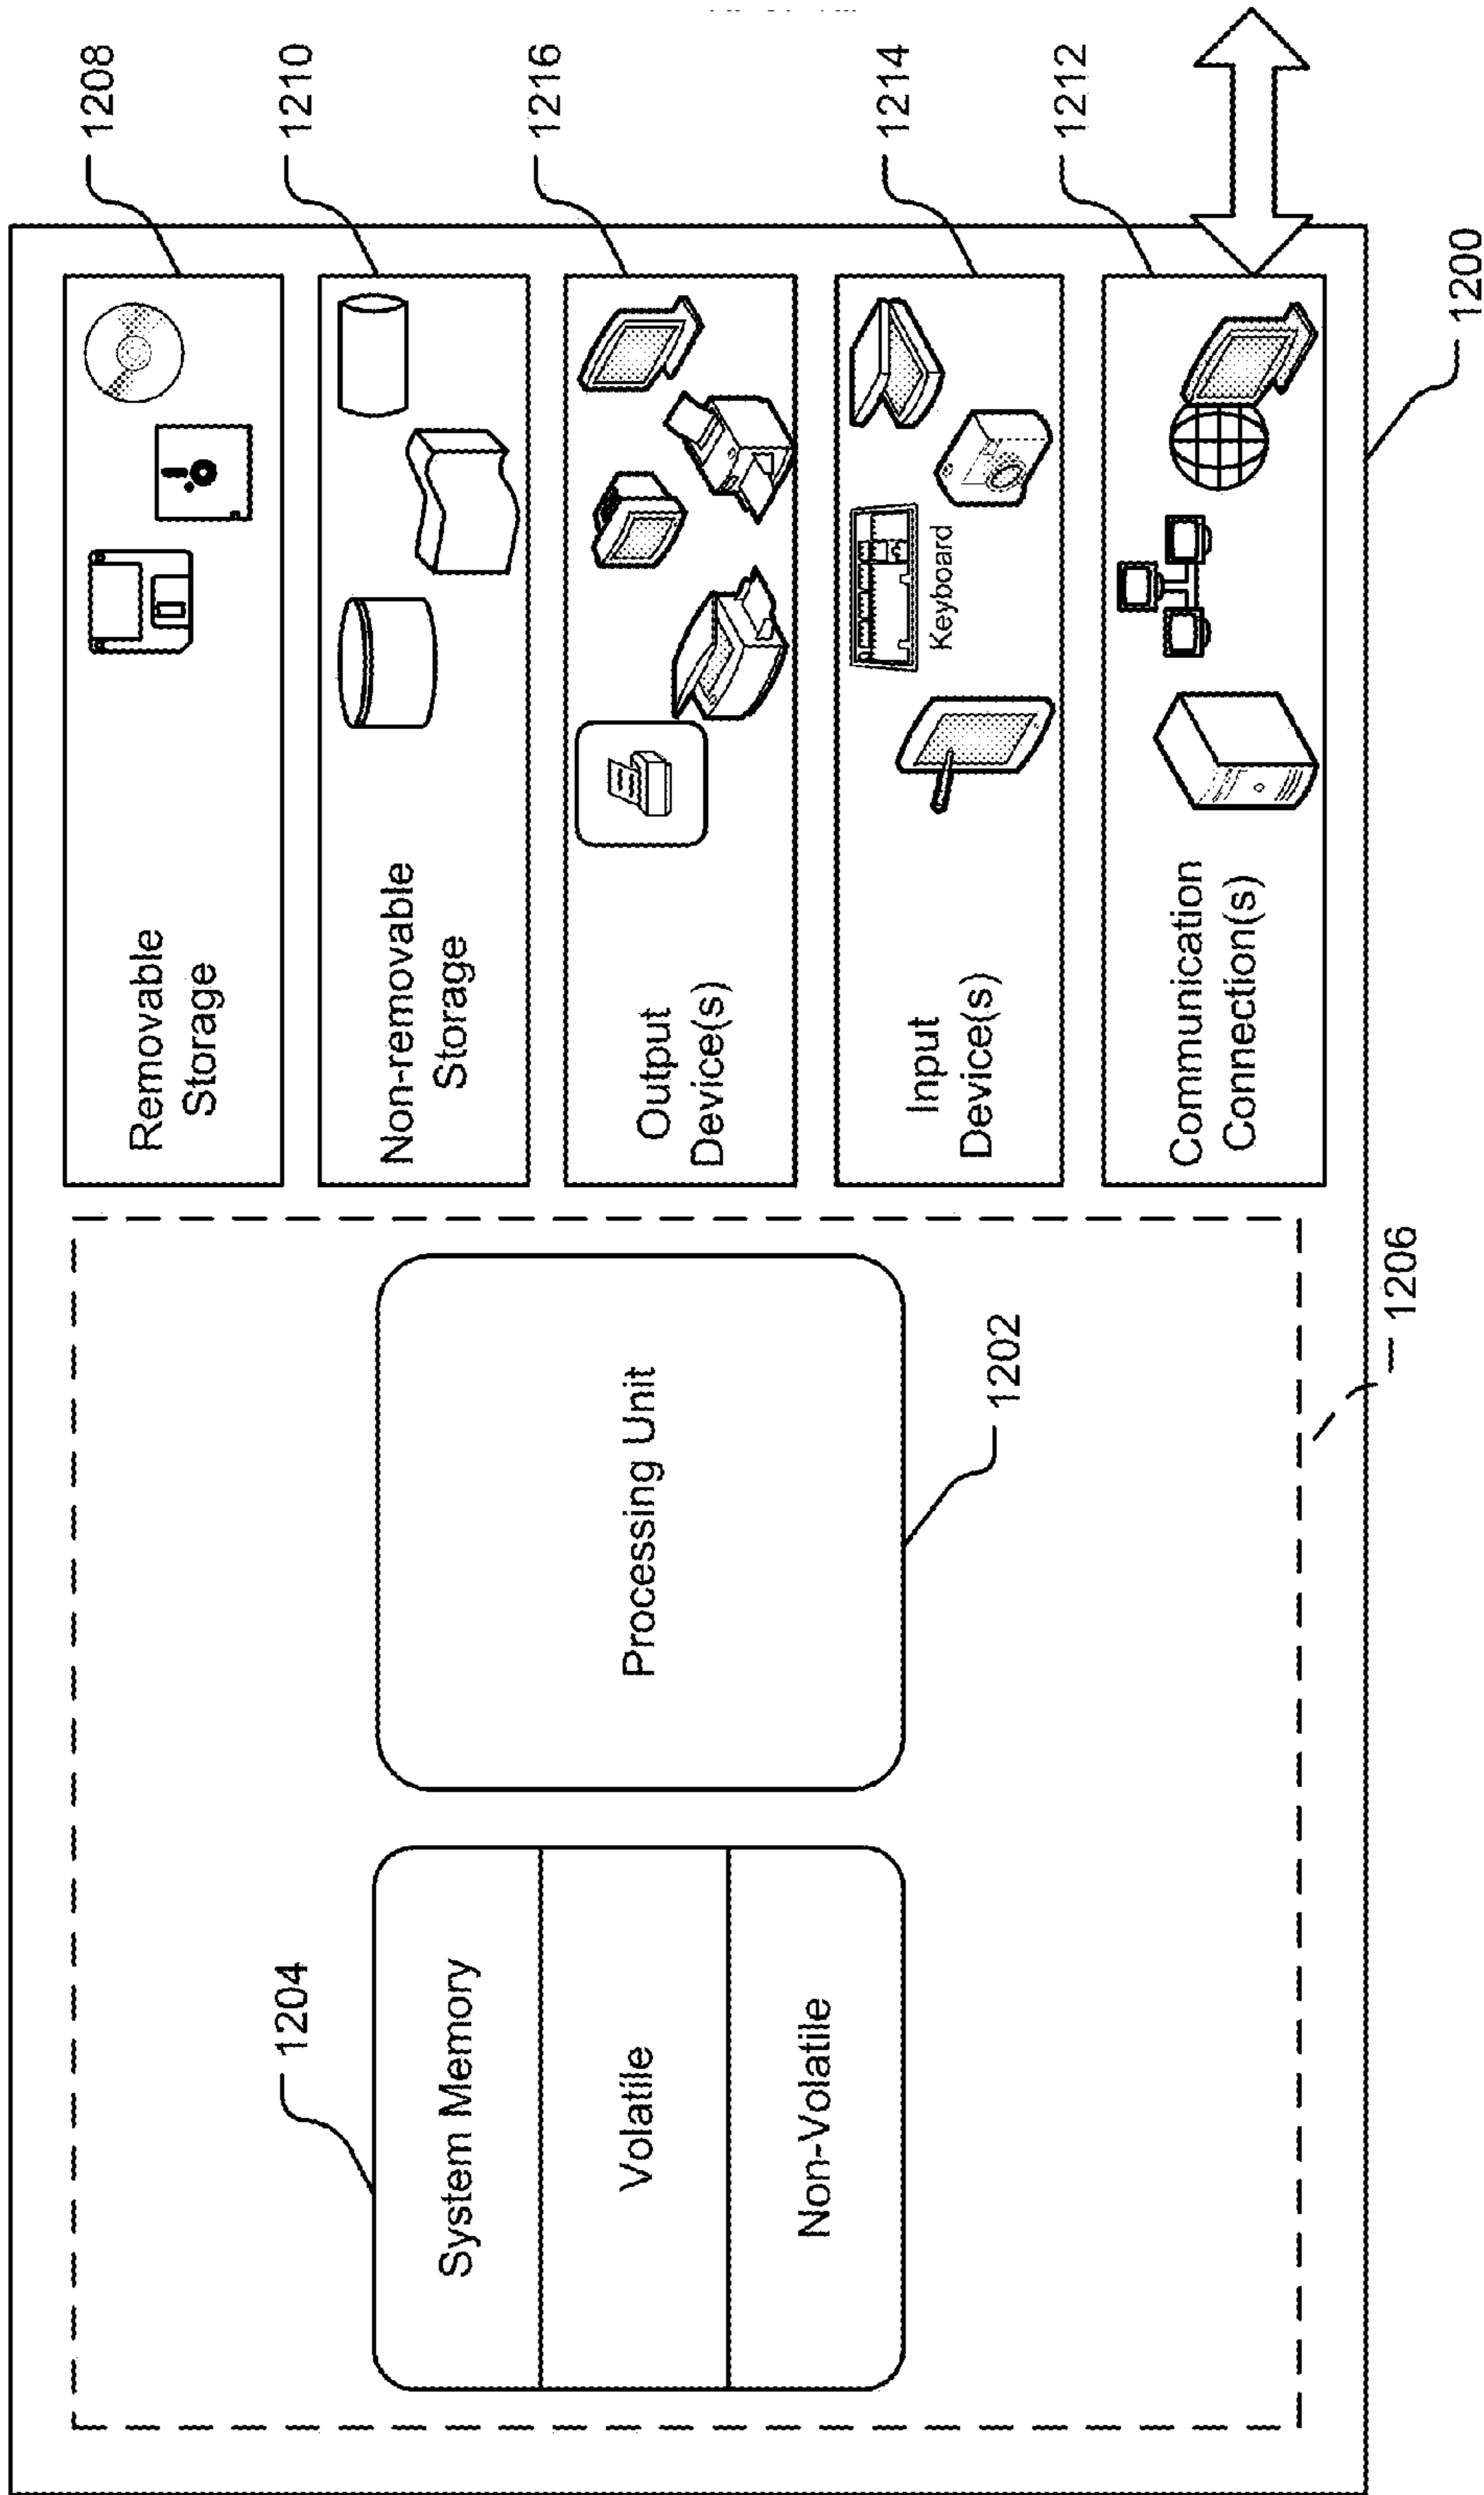 1204
System Memory
Volatile
Non-Volatile
Processing Unit
1202
1206
Removable
Storage
1208
Non-removable
Storage
1210
Output
Device(s)
1216
Input
Device(s)
Keyboard
1214
Communication
Connection(s)
1212
1200